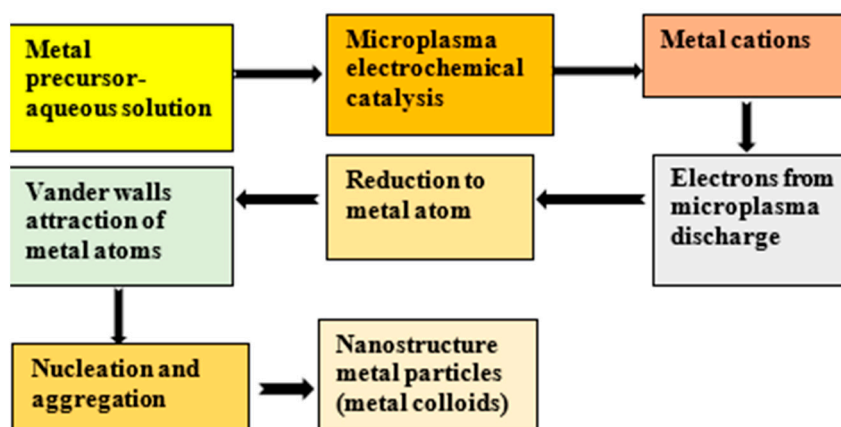 Metal
precursor-
aqueous solution
Microplasma
electrochemical
catalysis
Metal cations
Electrons from
microplasma
discharge
Reduction to
metal atom
Vander walls
attraction of
metal atoms
Nucleation and
aggregation
Nanostructure
metal particles
(metal colloids)